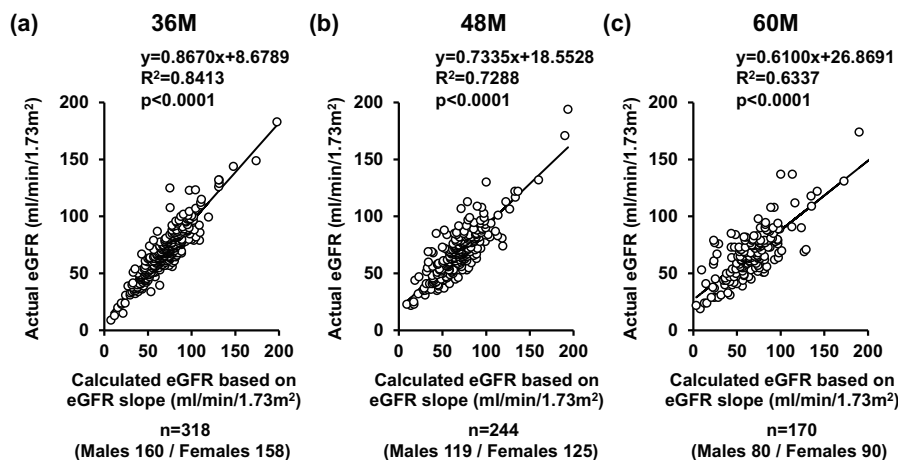 (a)
36M
y=0.8670x+8.6789
R²=0.8413
p<0.0001
Actual eGFR (ml/min/1.73m²)
200
150
100
50
0
0 50 100 150 200
Calculated eGFR based on
eGFR slope (ml/min/1.73m²)
n=318
(Males 160 / Females 158)
(b)
48M
y=0.7335x+18.5528
R²=0.7288
p<0.0001
Actual eGFR (ml/min/1.73m²)
200
150
100
50
0
0 50 100 150 200
Calculated eGFR based on
eGFR slope (ml/min/1.73m²)
n=244
(Males 119 / Females 125)
(c)
60M
y=0.6100x+26.8691
R²=0.6337
p<0.0001
Actual eGFR (ml/min/1.73m²)
200
150
100
50
0
0 50 100 150 200
Calculated eGFR based on
eGFR slope (ml/min/1.73m²)
n=170
(Males 80 / Females 90)